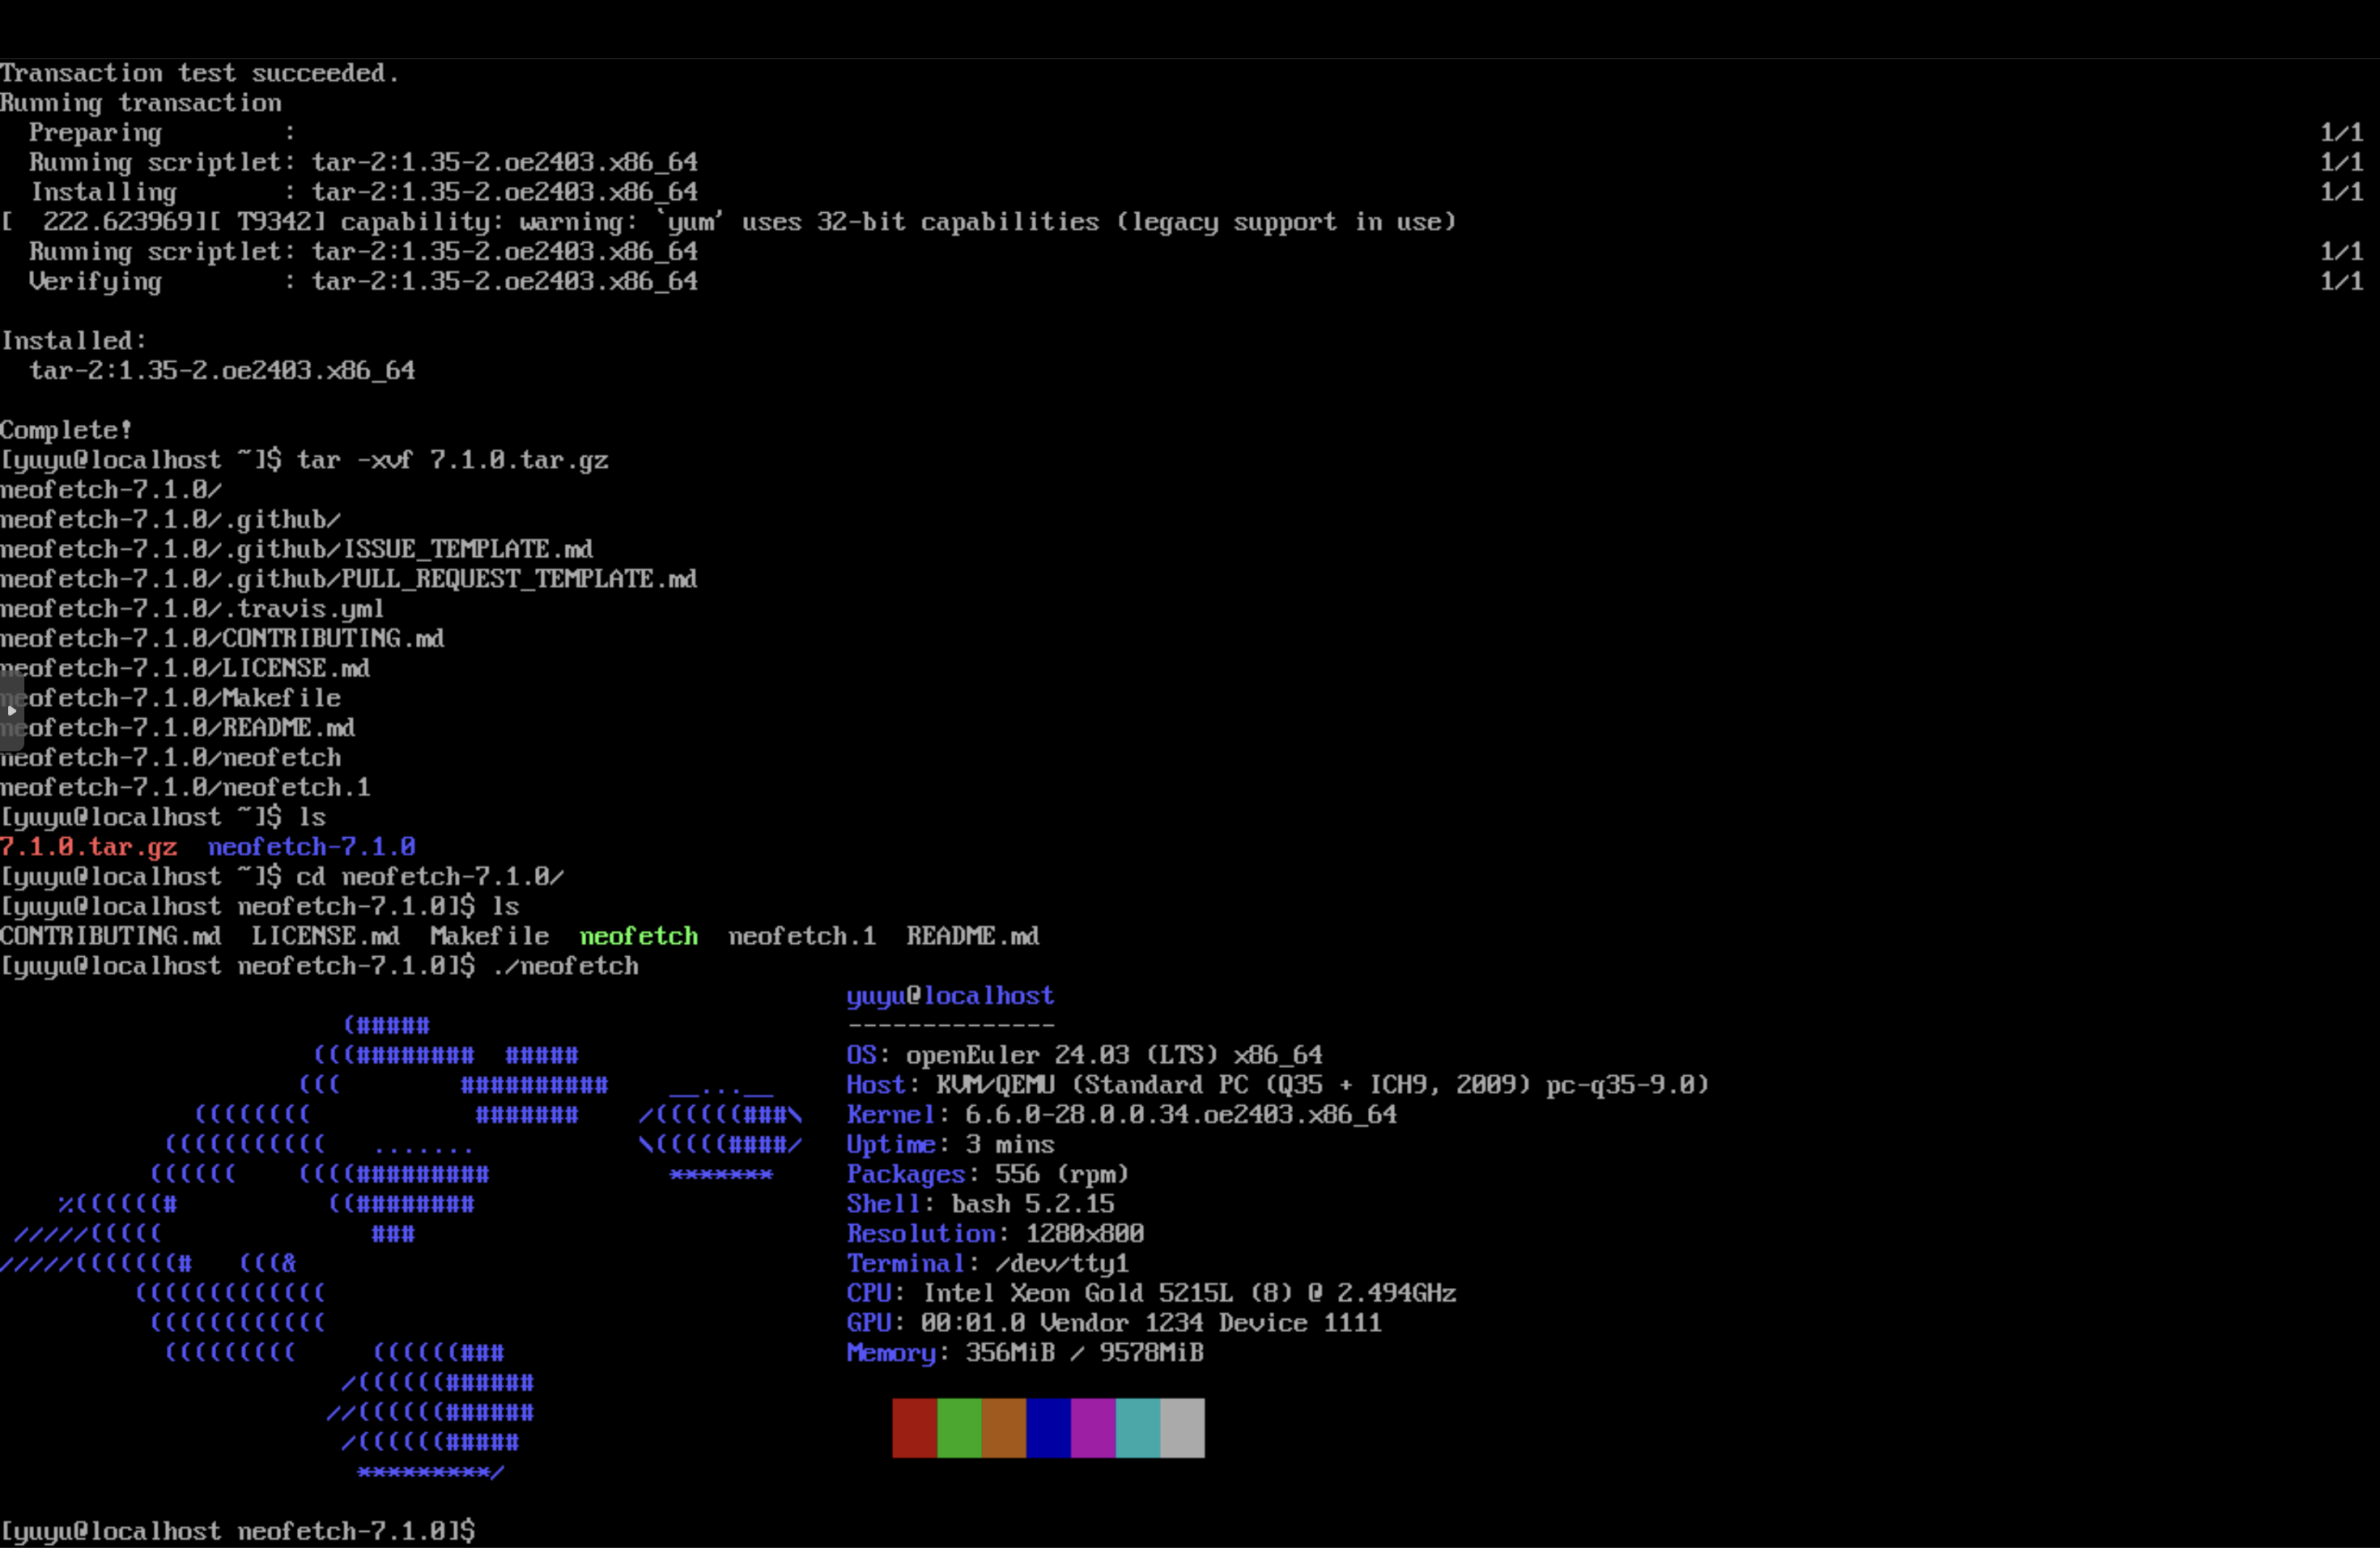 Transaction test succeeded.
Running transaction
  Preparing        :                                                                                                                                        1/1
  Running scriptlet: tar-2:1.35-2.oe2403.x86_64                                                                                                             1/1
  Installing       : tar-2:1.35-2.oe2403.x86_64                                                                                                             1/1
[  222.623969][ T9342] capability: warning: `yum' uses 32-bit capabilities (legacy support in use)
  Running scriptlet: tar-2:1.35-2.oe2403.x86_64                                                                                                             1/1
  Verifying        : tar-2:1.35-2.oe2403.x86_64                                                                                                             1/1
Installed:
  tar-2:1.35-2.oe2403.x86_64
Complete!
[yuyu@localhost ~]$ tar -xvf 7.1.0.tar.gz
neofetch-7.1.0/
neofetch-7.1.0/.github/
neofetch-7.1.0/.github/ISSUE_TEMPLATE.md
neofetch-7.1.0/.github/PULL_REQUEST_TEMPLATE.md
neofetch-7.1.0/.travis.yml
neofetch-7.1.0/CONTRIBUTING.md
neofetch-7.1.0/LICENSE.md
neofetch-7.1.0/Makefile
neofetch-7.1.0/README.md
neofetch-7.1.0/neofetch
neofetch-7.1.0/neofetch.1
[yuyu@localhost ~]$ ls
7.1.0.tar.gz  neofetch-7.1.0
[yuyu@localhost ~]$ cd neofetch-7.1.0/
[yuyu@localhost neofetch-7.1.0]$ ls
CONTRIBUTING.md  LICENSE.md  Makefile  neofetch  neofetch.1  README.md
[yuyu@localhost neofetch-7.1.0]$ ./neofetch
yuyu@localhost
--------------
OS: openEuler 24.03 (LTS) x86_64
Host: KVM/QEMU (Standard PC (Q35 + ICH9, 2009) pc-q35-9.0)
Kernel: 6.6.0-28.0.0.34.oe2403.x86_64
Uptime: 3 mins
Packages: 556 (rpm)
Shell: bash 5.2.15
Resolution: 1280x800
Terminal: /dev/tty1
CPU: Intel Xeon Gold 5215L (8) @ 2.494GHz
GPU: 00:01.0 Vendor 1234 Device 1111
Memory: 356MiB / 9578MiB
[yuyu@localhost neofetch-7.1.0]$